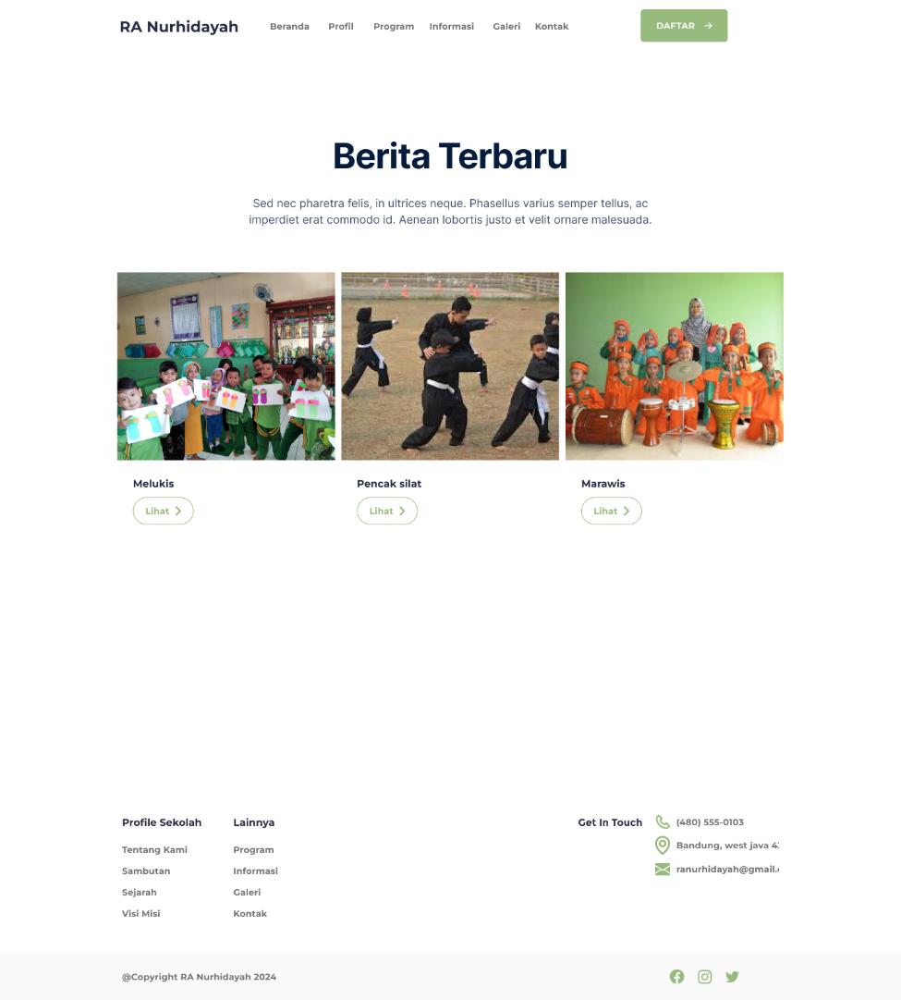 RA Nurhidayah
Beranda Profil Program Informasi Galeri Kontak
DAFTAR
Berita Terbaru
Sed nec pharetra felis, in ultrices neque. Phasellus varius semper tellus, ac
imperdiet erat commodo id. Aenean lobortis justo et velit ornare malesuada.
Melukis
Lihat
Pencak silat
Lihat
Marawis
Lihat
Profile Sekolah
Tentang Kami
Sambutan
Sejarah
Visi Misi
Lainnya
Program
Informasi
Galeri
Kontak
Get In Touch
(480) 555-0103
Bandung, west java
ranurhidayah@gmail.
@Copyright RA Nurhidayah 2024